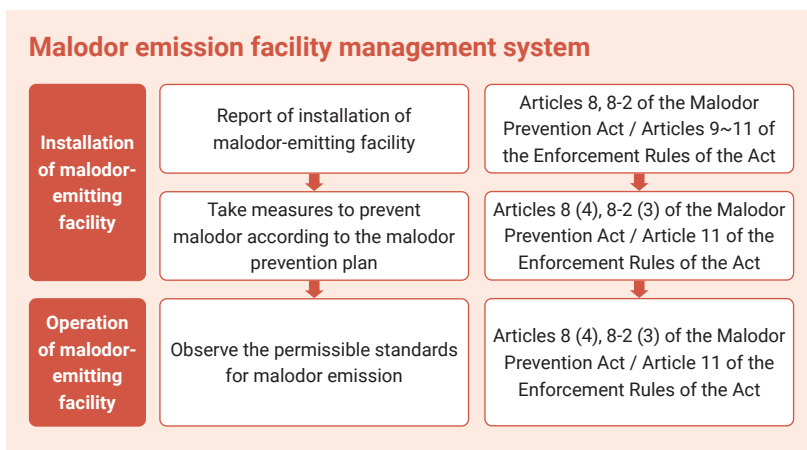 Malodor emission facility management system
Installation
of malodor-
emitting
facility
Report of installation of
malodor-emitting facility
Articles 8, 8-2 of the Malodor
Prevention Act / Articles 9~11 of
the Enforcement Rules of the Act
Take measures to prevent
malodor according to the malodor
prevention plan
Articles 8 (4), 8-2 (3) of the Malodor
Prevention Act / Article 11 of the
Enforcement Rules of the Act
Operation
of malodor-
emitting
facility
Observe the permissible standards
for malodor emission
Articles 8 (4), 8-2 (3) of the Malodor
Prevention Act / Article 11 of the
Enforcement Rules of the Act